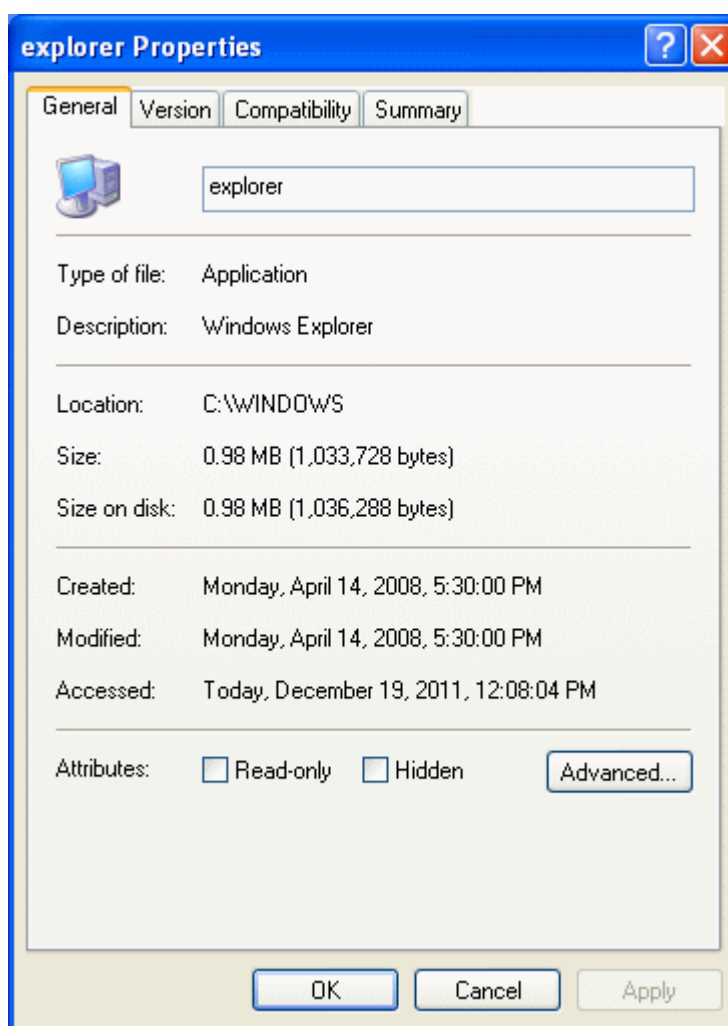 explorer Properties ?
General Version Compatibility Summary
explorer
Type of file: Application
Description: Windows Explorer
Location: C:\WINDOWS
Size: 0.98 MB (1,033,728 bytes)
Size on disk: 0.98 MB (1,036,288 bytes)
Created: Monday, April 14, 2008, 5:30:00 PM
Modified: Monday, April 14, 2008, 5:30:00 PM
Accessed: Today, December 19, 2011, 12:08:04 PM
Attributes: Read-only Hidden Advanced...
OK Cancel Apply